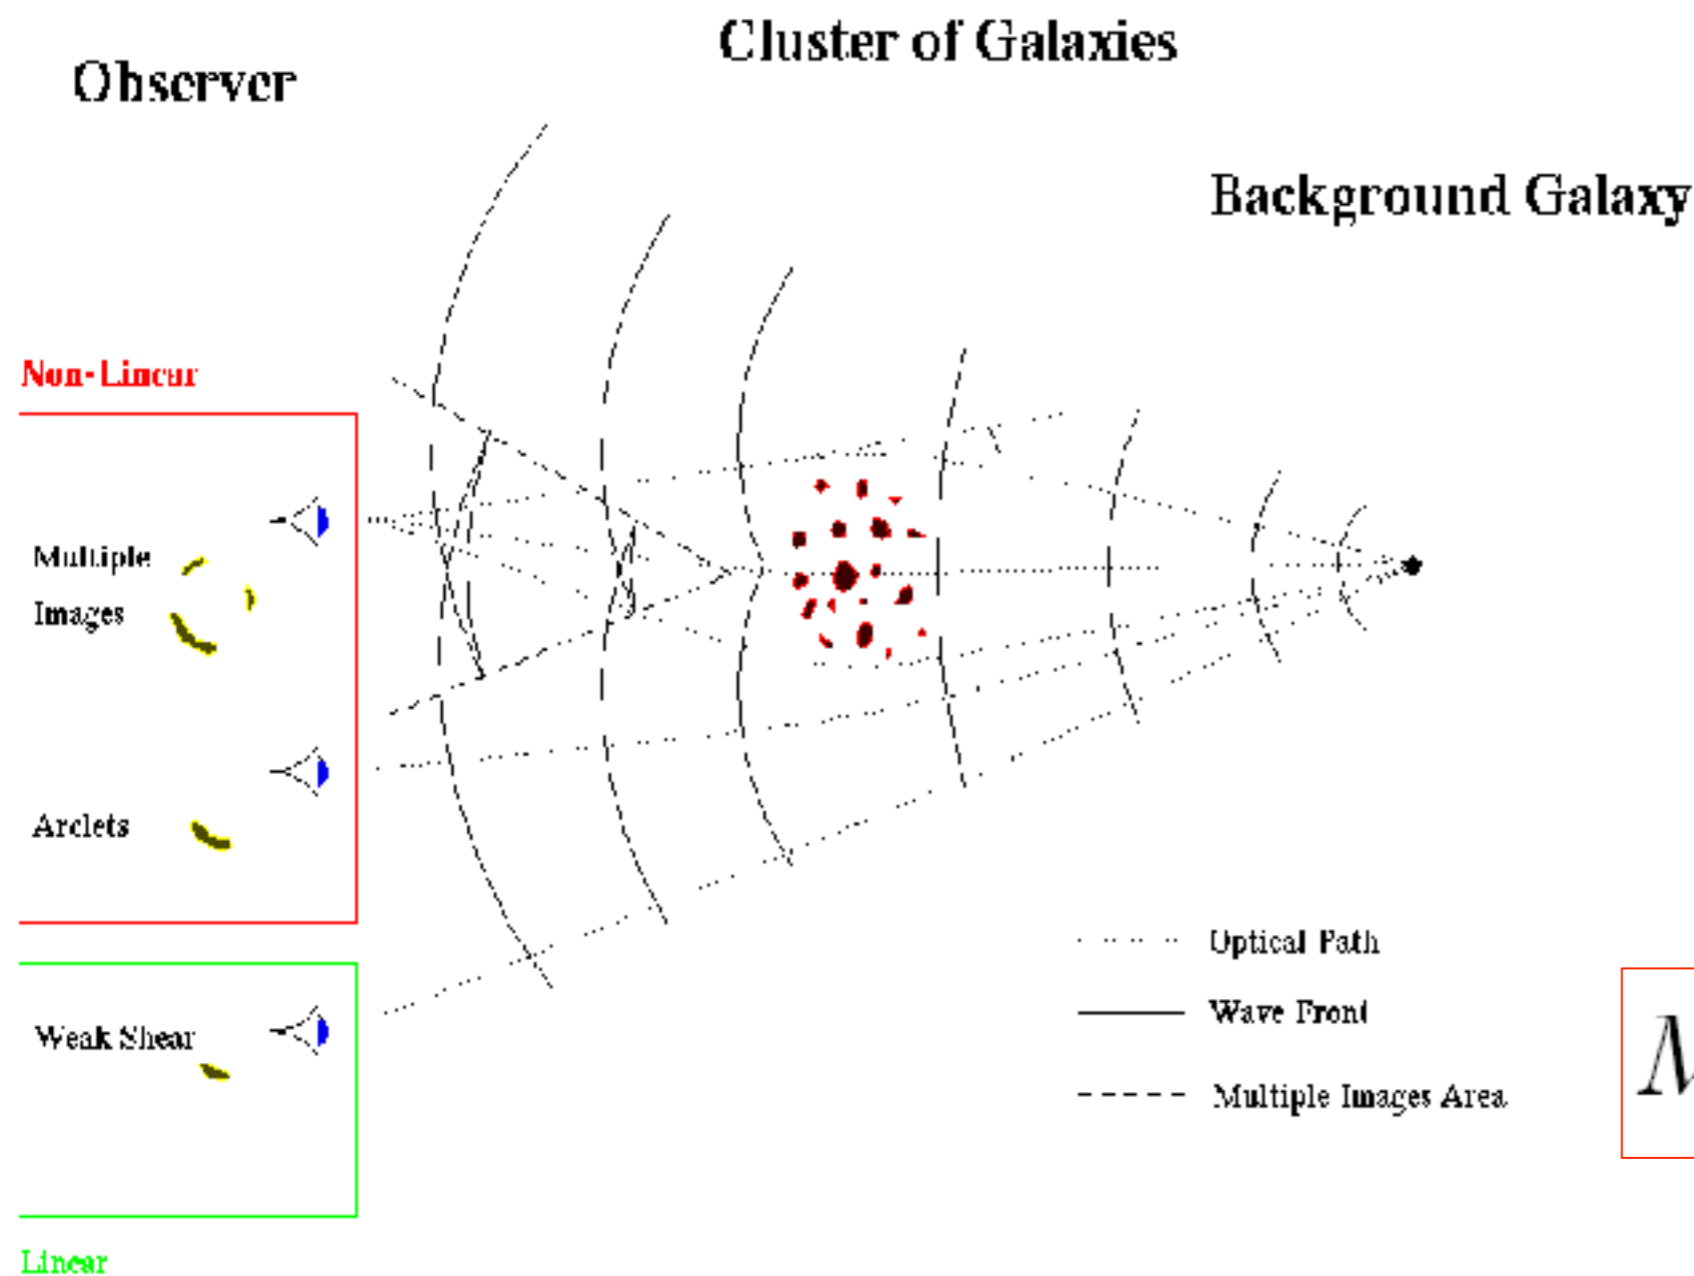 Cluster of Galaxies
Observer
Background Galaxy
Non-Linear
Multiple
Images
Arclets
Weak Shear
Linear
Optical Path
Wave Front
Multiple Images Area